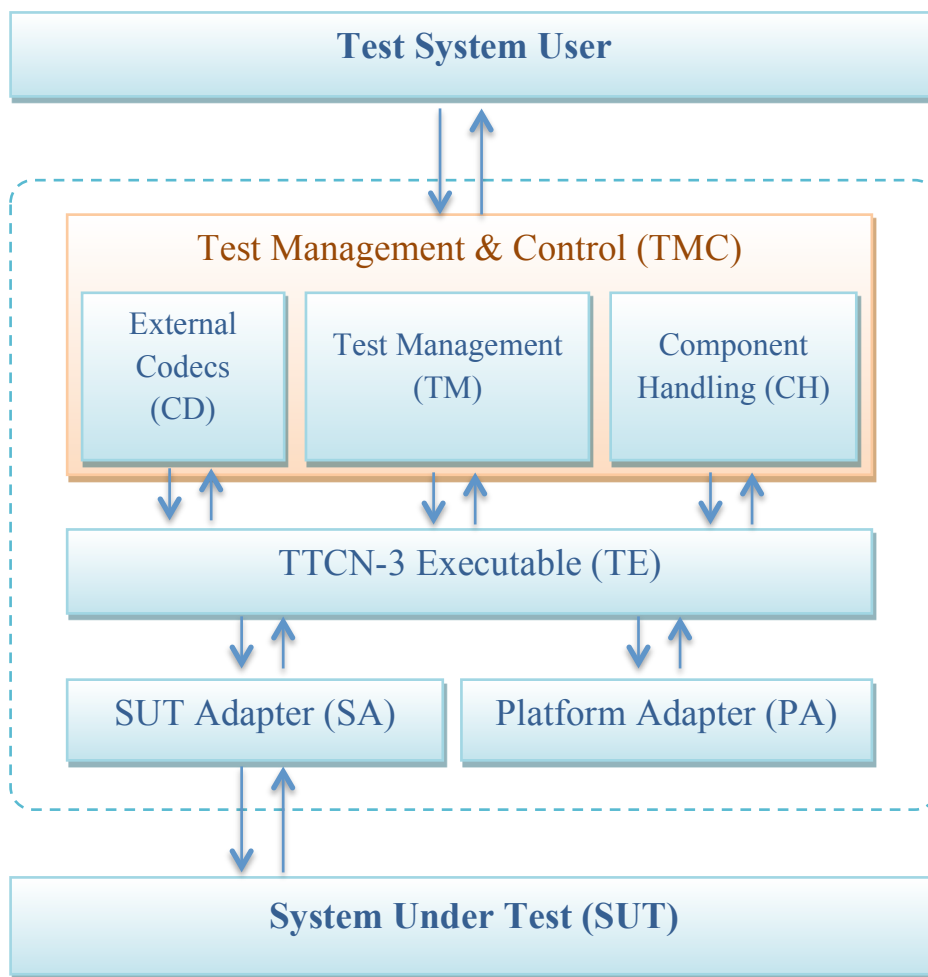 Test System User
Test Management & Control (TMC)
External
Codecs
(CD)
Test Management
(TM)
Component
Handling (CH)
TTCN-3 Executable (TE)
SUT Adapter (SA)
Platform Adapter (PA)
System Under Test (SUT)